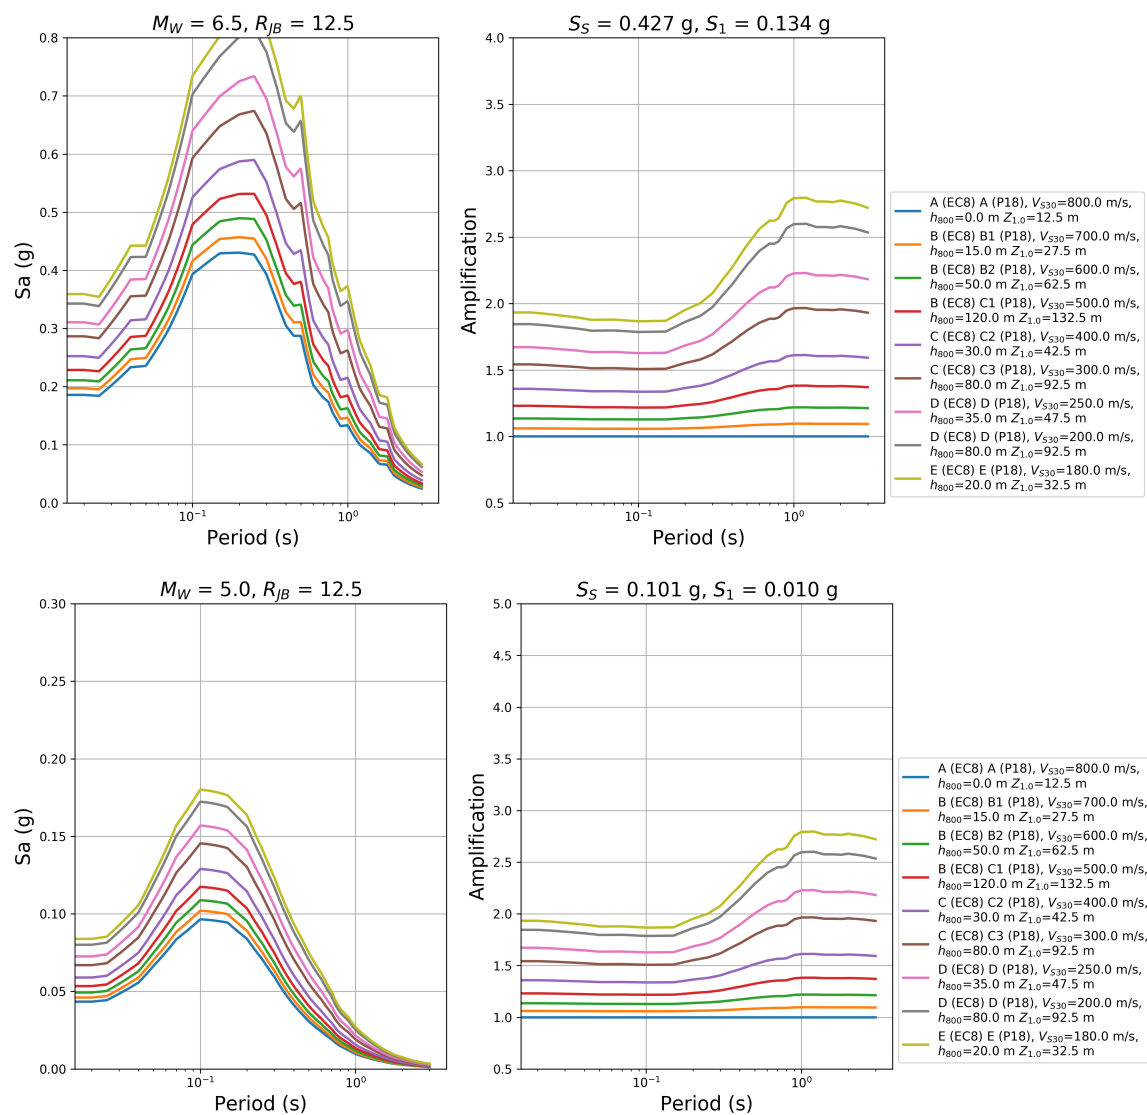 M_W = 6.5, R_JB = 12.5
Sa (g)
0.8
0.7
0.6
0.5
0.4
0.3
0.2
0.1
0.0
10⁻¹ 10⁰
Period (s)
S_S = 0.427 g, S_1 = 0.134 g
Amplification
4.0
3.5
3.0
2.5
2.0
1.5
1.0
0.5
10⁻¹ 10⁰
Period (s)
A (EC8) A (P18), V_S30=800.0 m/s,
h_800=0.0 m Z_1.0=12.5 m
B (EC8) B1 (P18), V_S30=700.0 m/s,
h_800=15.0 m Z_1.0=27.5 m
B (EC8) B2 (P18), V_S30=600.0 m/s,
h_800=50.0 m Z_1.0=62.5 m
B (EC8) C1 (P18), V_S30=500.0 m/s,
h_800=120.0 m Z_1.0=132.5 m
C (EC8) C2 (P18), V_S30=400.0 m/s,
h_800=30.0 m Z_1.0=42.5 m
C (EC8) C3 (P18), V_S30=300.0 m/s,
h_800=80.0 m Z_1.0=92.5 m
D (EC8) D (P18), V_S30=250.0 m/s,
h_800=35.0 m Z_1.0=47.5 m
D (EC8) D (P18), V_S30=200.0 m/s,
h_800=80.0 m Z_1.0=92.5 m
E (EC8) E (P18), V_S30=180.0 m/s,
h_800=20.0 m Z_1.0=32.5 m
M_W = 5.0, R_JB = 12.5
Sa (g)
0.30
0.25
0.20
0.15
0.10
0.05
0.00
10⁻¹ 10⁰
Period (s)
S_S = 0.101 g, S_1 = 0.010 g
Amplification
5.0
4.5
4.0
3.5
3.0
2.5
2.0
1.5
1.0
0.5
10⁻¹ 10⁰
Period (s)
A (EC8) A (P18), V_S30=800.0 m/s,
h_800=0.0 m Z_1.0=12.5 m
B (EC8) B1 (P18), V_S30=700.0 m/s,
h_800=15.0 m Z_1.0=27.5 m
B (EC8) B2 (P18), V_S30=600.0 m/s,
h_800=50.0 m Z_1.0=62.5 m
B (EC8) C1 (P18), V_S30=500.0 m/s,
h_800=120.0 m Z_1.0=132.5 m
C (EC8) C2 (P18), V_S30=400.0 m/s,
h_800=30.0 m Z_1.0=42.5 m
C (EC8) C3 (P18), V_S30=300.0 m/s,
h_800=80.0 m Z_1.0=92.5 m
D (EC8) D (P18), V_S30=250.0 m/s,
h_800=35.0 m Z_1.0=47.5 m
D (EC8) D (P18), V_S30=200.0 m/s,
h_800=80.0 m Z_1.0=92.5 m
E (EC8) E (P18), V_S30=180.0 m/s,
h_800=20.0 m Z_1.0=32.5 m